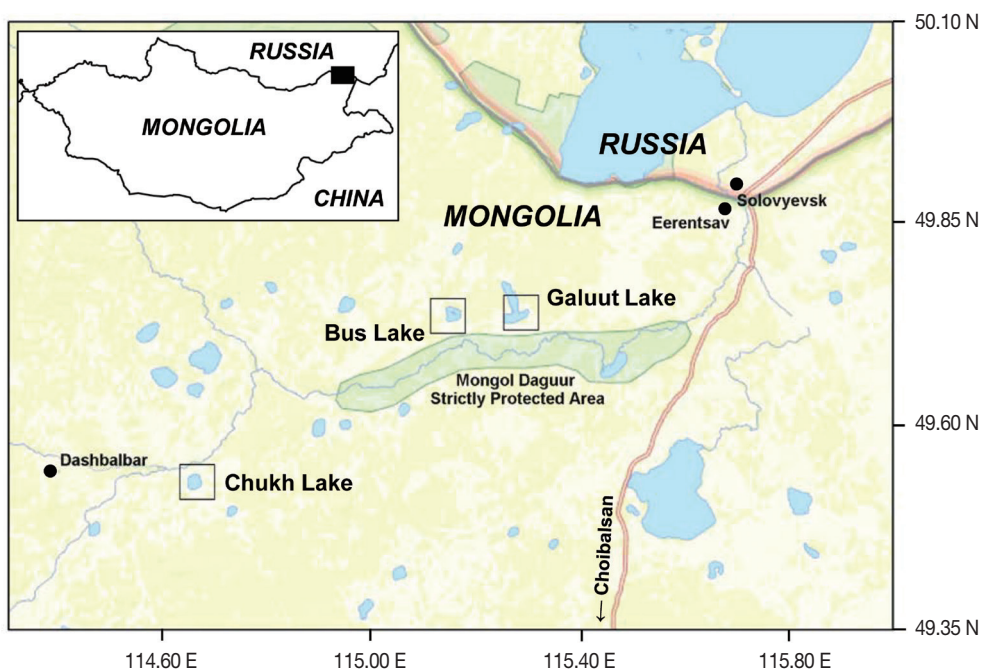 50.10 N
RUSSIA
MONGOLIA
CHINA
RUSSIA
Solovyevsk
MONGOLIA
Eerentsav
49.85 N
Galuut Lake
Bus Lake
Mongol Daguur
Strictly Protected Area
49.60 N
Dashbalbar
Chukh Lake
← Choibalsan
49.35 N
114.60 E
115.00 E
115.40 E
115.80 E